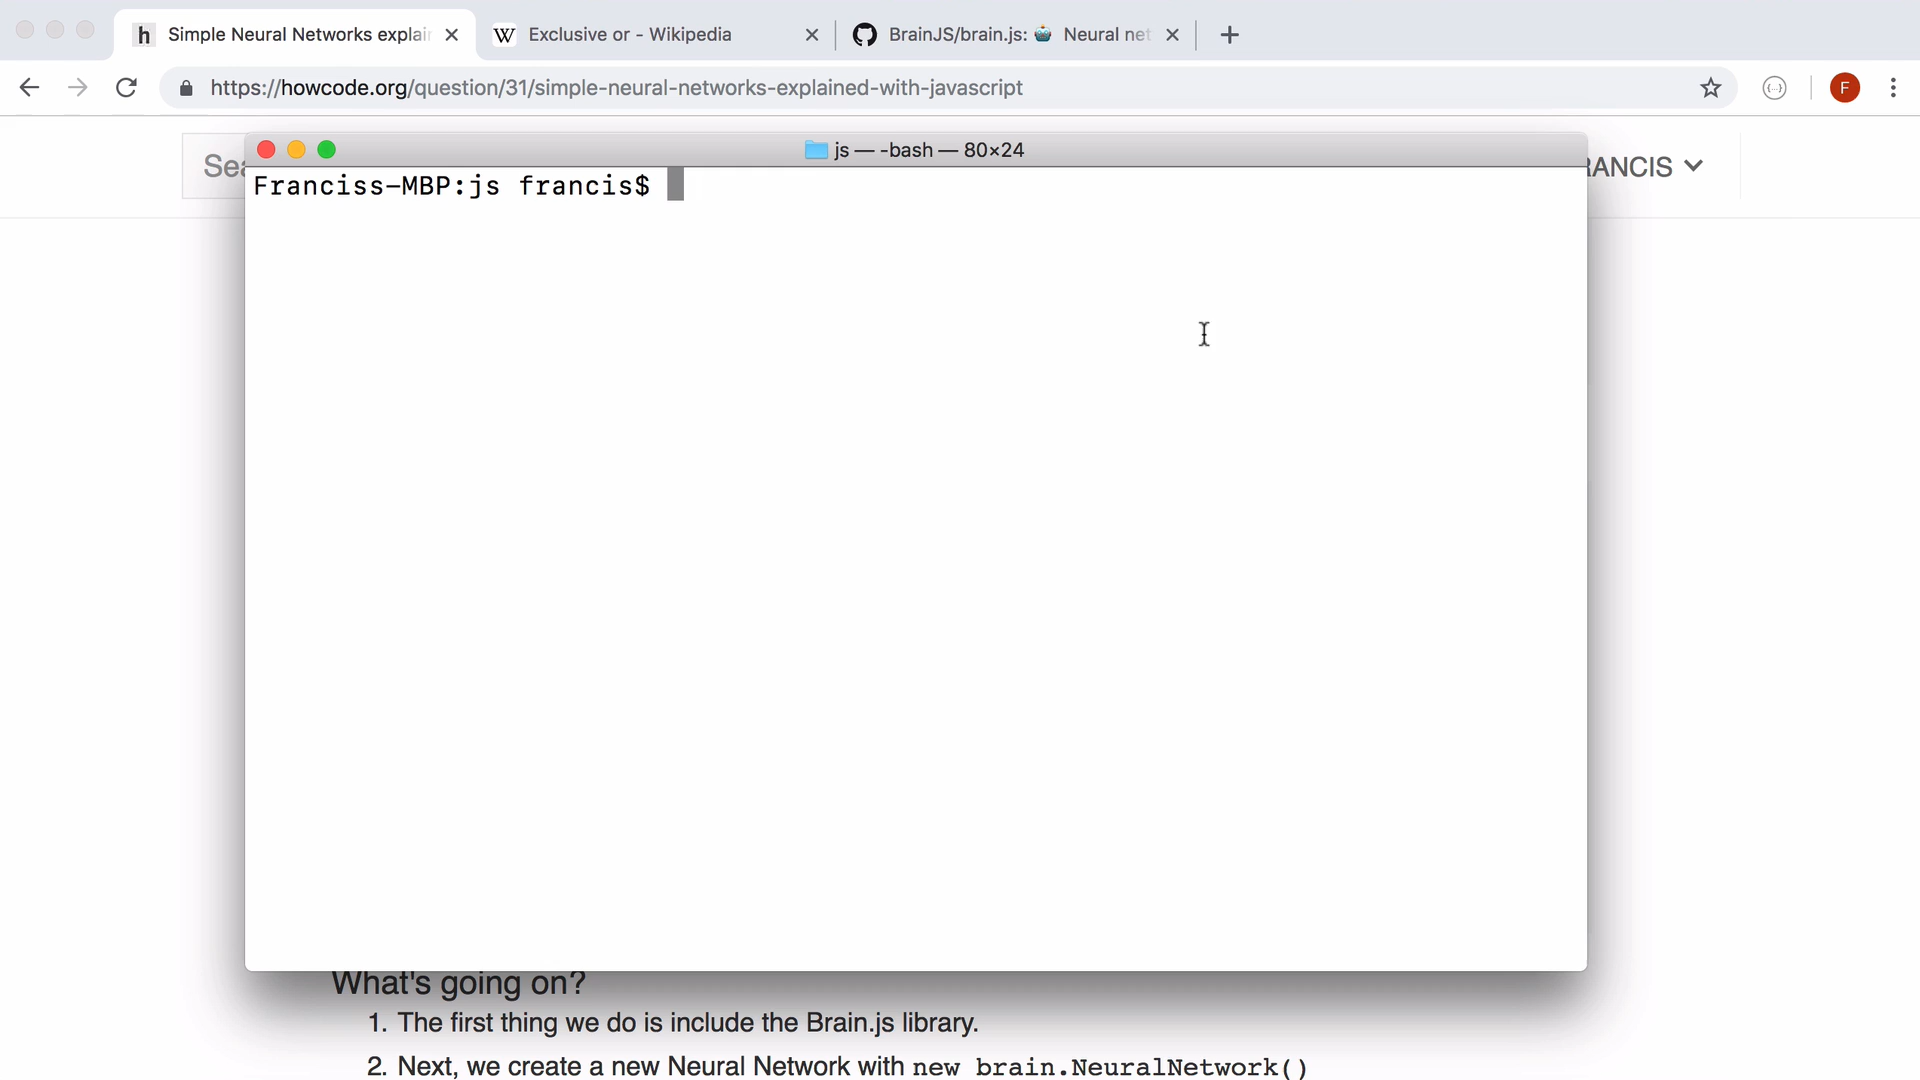 Simple Neural Networks explai
Exclusive or - Wikipedia
BrainJS/brain.js: 🤖 Neural net
https://howcode.org/question/31/simple-neural-networks-explained-with-javascript
F
Sea
js — -bash — 80×24
RANCIS
Franciss-MBP:js francis$
What's going on?
1. The first thing we do is include the Brain.js library.
2. Next, we create a new Neural Network with new brain.NeuralNetwork()